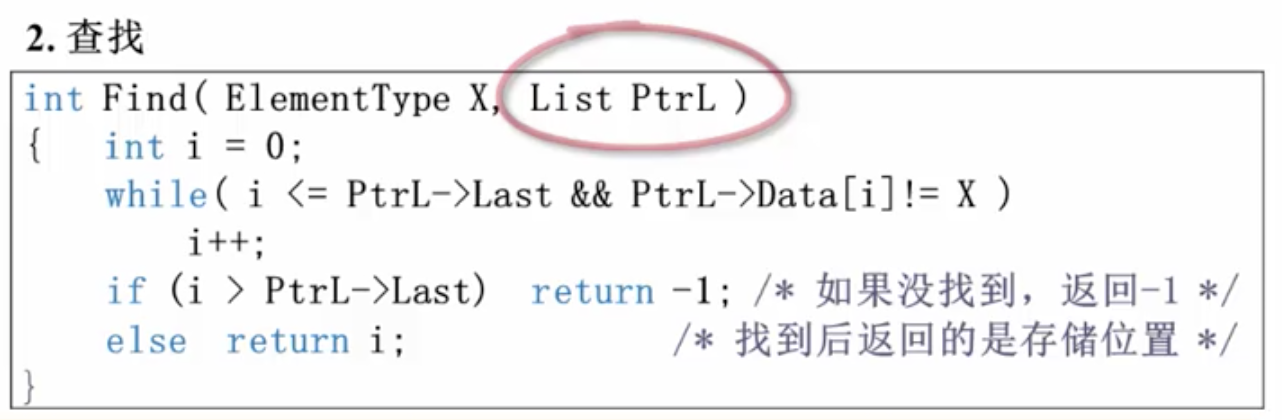 2. 查找
int Find( ElementType X, List PtrL )
{ int i = 0;
while( i <= PtrL->Last && PtrL->Data[i]!= X )
i++;
if (i > PtrL->Last) return -1; /* 如果没找到，返回-1 */
else return i; /* 找到后返回的是存储位置 */
}